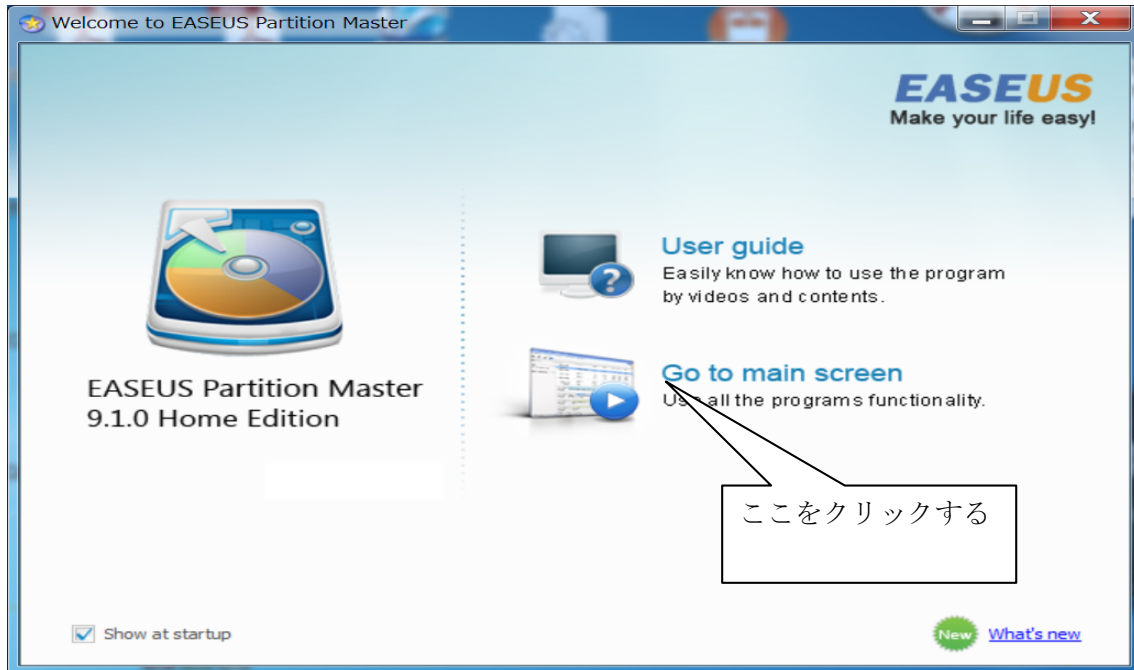 Welcome to EASEUS Partition Master
EASEUS
Make your life easy!
User guide
Easily know how to use the program
by videos and contents.
Go to main screen
Use all the programs functionality.
EASEUS Partition Master
9.1.0 Home Edition
ここをクリックする
Show at startup
New What's new